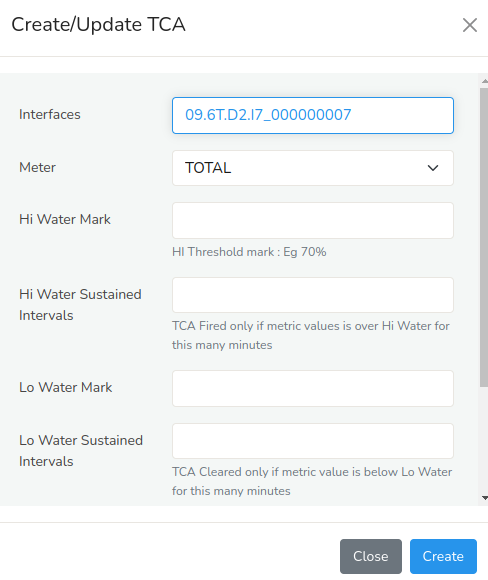 Create/Update TCA
Interfaces
09.6T.D2.I7_000000007
Meter
TOTAL
Hi Water Mark
HI Threshold mark : Eg 70%
Hi Water Sustained
Intervals
TCA Fired only if metric values is over Hi Water for
this many minutes
Lo Water Mark
Lo Water Sustained
Intervals
TCA Cleared only if metric value is below Lo Water
for this many minutes
Close
Create